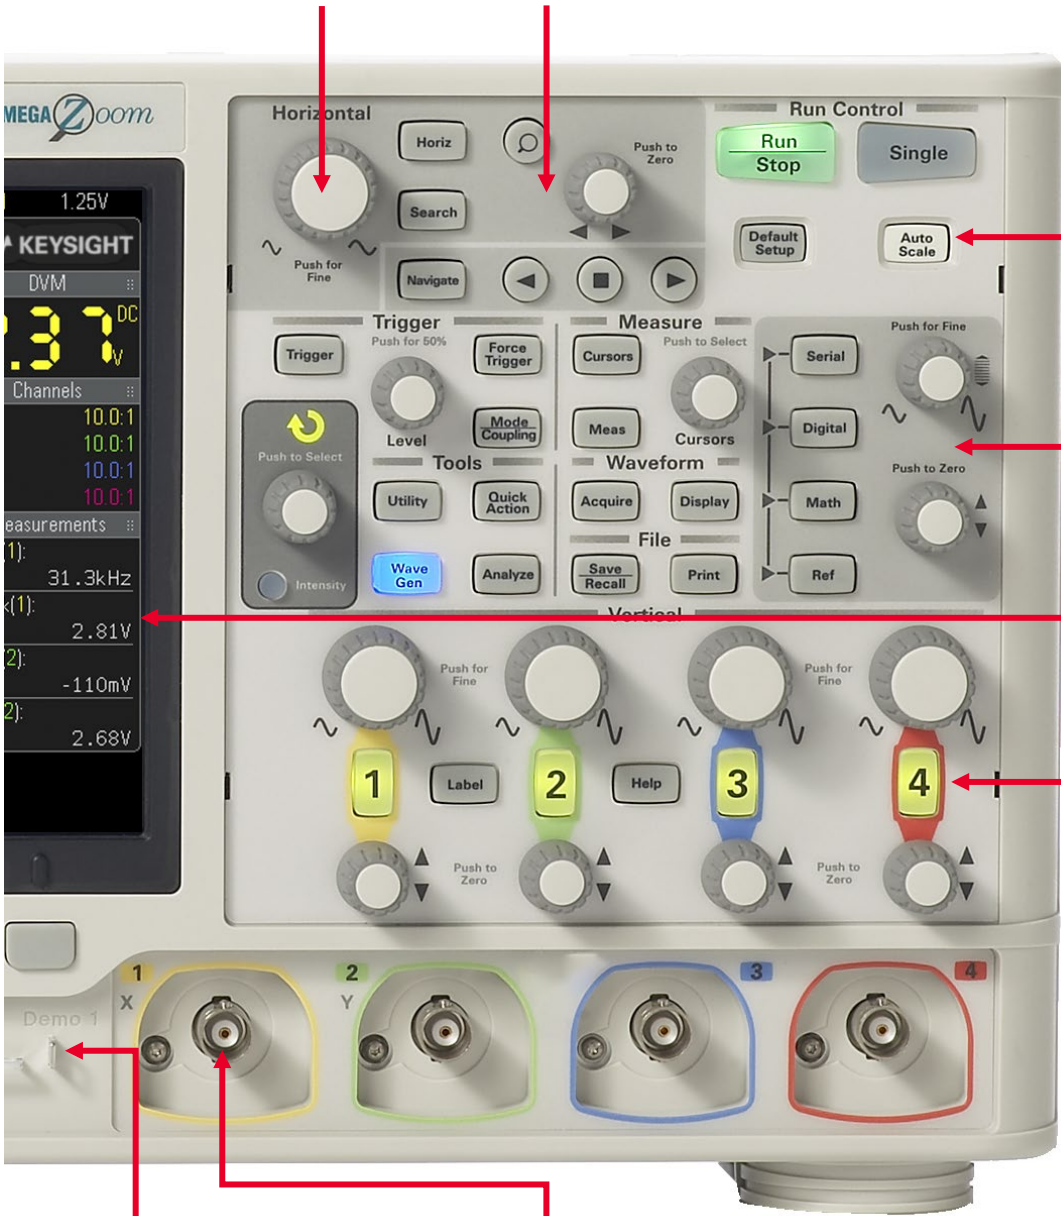 MEGA Zoom
1.25V
KEYSIGHT
DVM
.37
DC
V
Channels
10.0:1
10.0:1
10.0:1
10.0:1
easurements
(1):
31.3kHz
(1):
2.81V
(2):
-110mV
2):
2.68V
Horizontal
Horiz
Push to
Zero
Search
Push for
Fine
Navigate
Run Control
Run
Stop
Single
Default
Setup
Auto
Scale
Trigger
Push for 50%
Trigger
Force
Trigger
Level
Mode
Coupling
Measure
Push to Select
Cursors
Meas
Cursors
Push for Fine
Serial
Digital
Push to Zero
Math
Ref
Push to Select
Intensity
Tools
Utility
Quick
Action
Wave
Gen
Analyze
Waveform
Acquire
Display
File
Save
Recall
Print
Vertical
Push for
Fine
Push for
Fine
1
Label
2
Help
3
4
Push to
Zero
Push to
Zero
1
2
3
4
X
Y
Demo 1